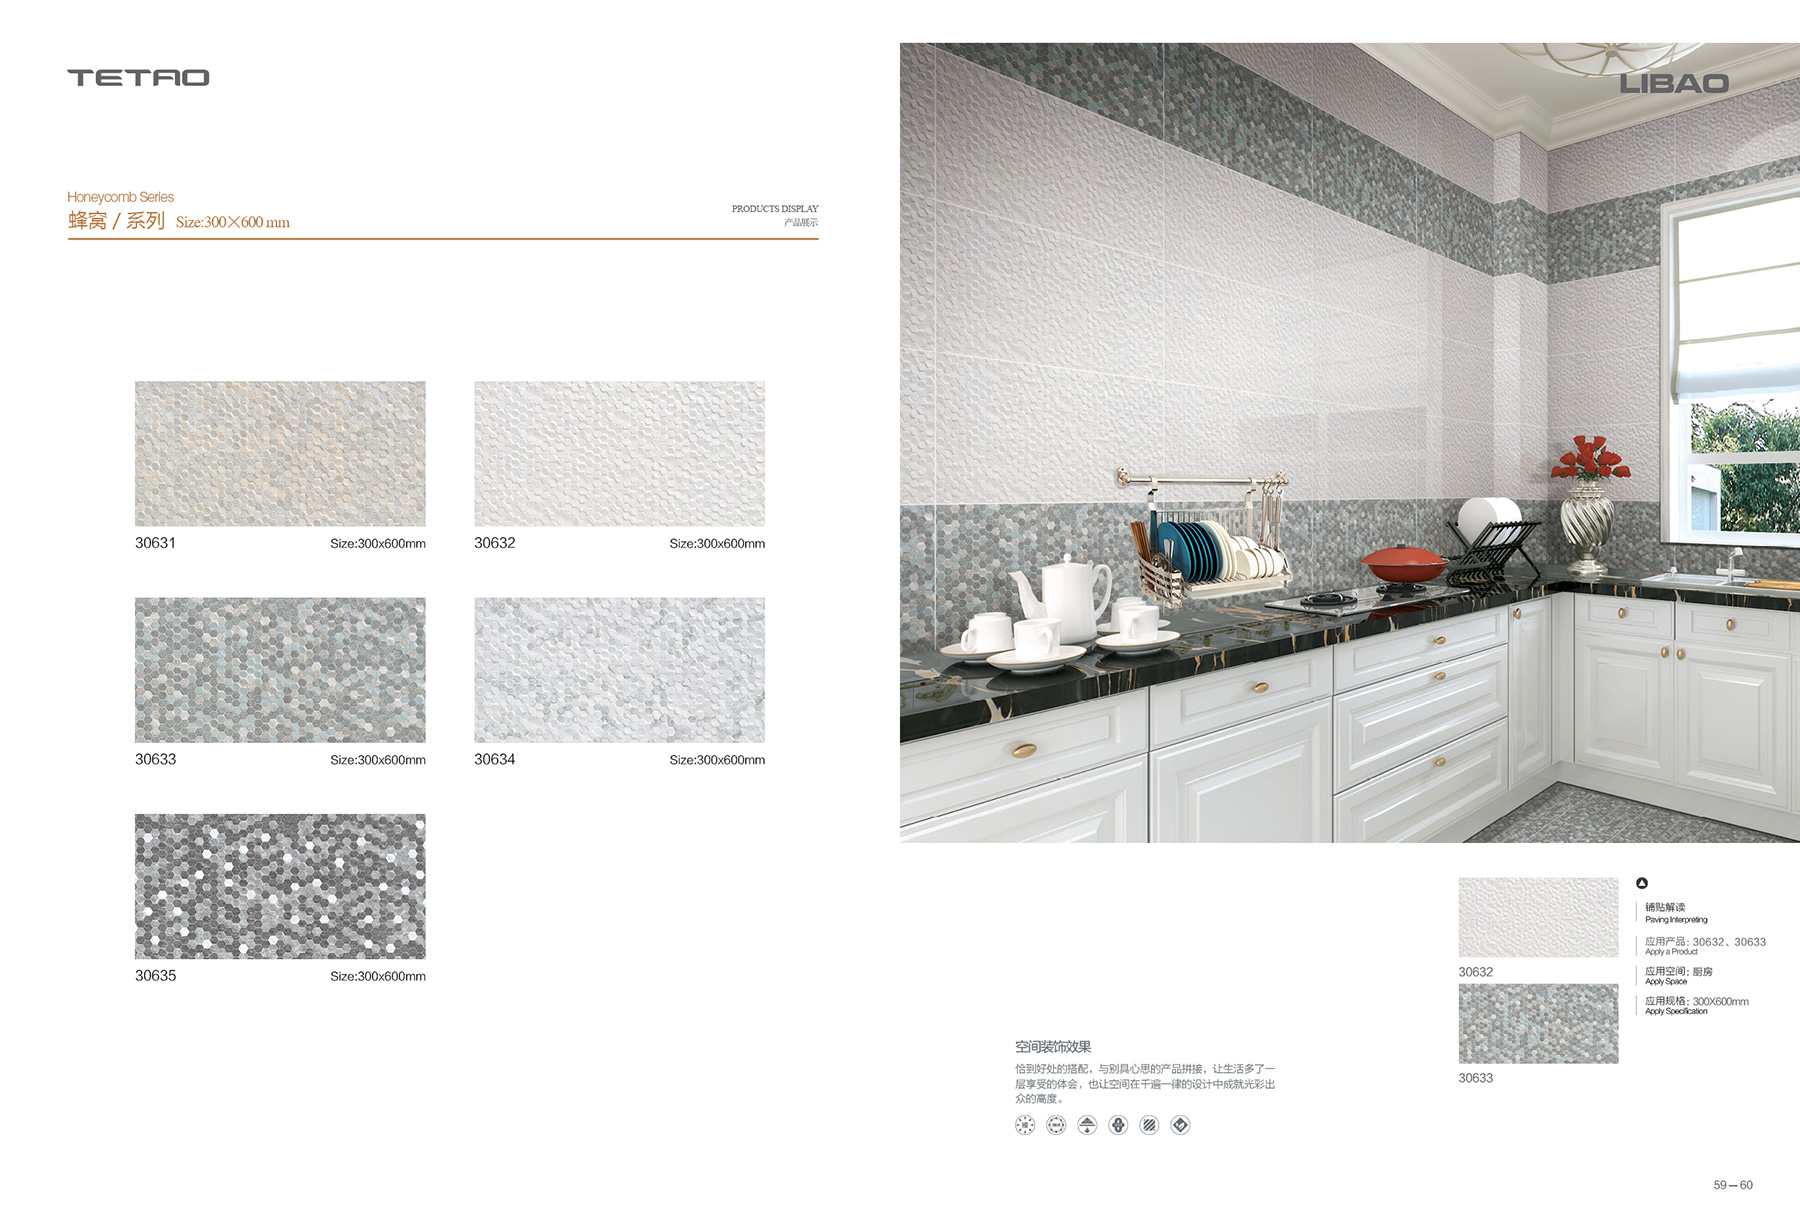 TETAO
LIBAO
Honeycomb Series
蜂窝 / 系列 Size:300×600 mm
PRODUCTS DISPLAY
产品展示
30631 Size:300x600mm
30632 Size:300x600mm
30633 Size:300x600mm
30634 Size:300x600mm
30635 Size:300x600mm
30632
30633
铺贴解读
Paving Interpreting
应用产品: 30632、30633
Apply a Product
应用空间: 厨房
Apply Space
应用规格: 300X600mm
Apply Specification
空间装饰效果
恰到好处的搭配，与别具心思的产品拼接，让生活多了一
层享受的体会，也让空间在千遍一律的设计中成就光彩出
众的高度。
59—60